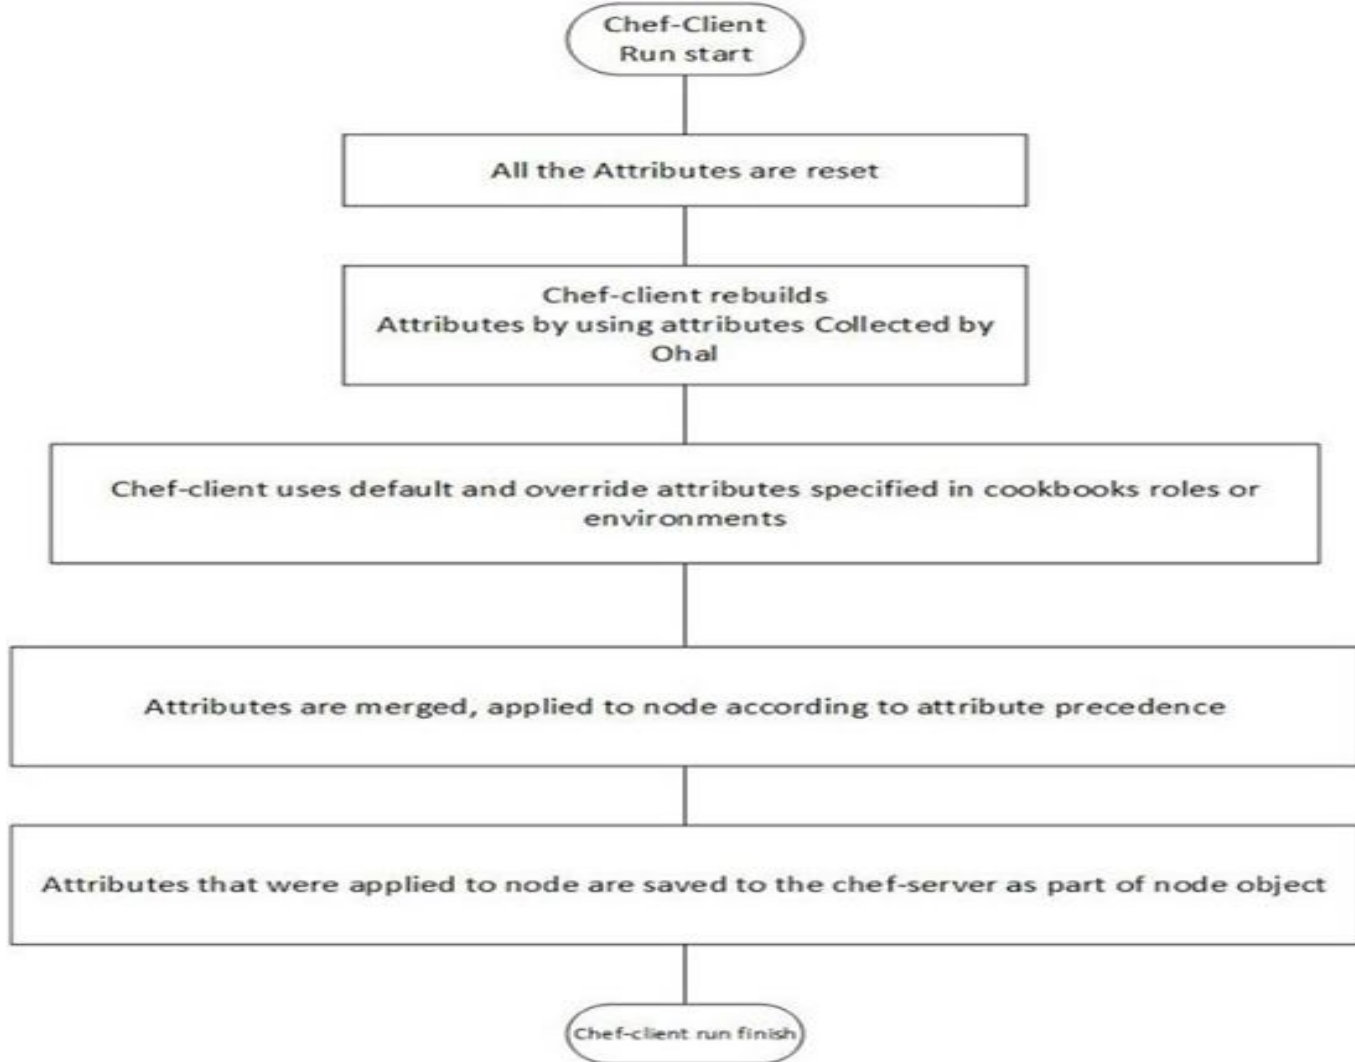 Chef-Client
Run start
All the Attributes are reset
Chef-client rebuilds
Attributes by using attributes Collected by
Ohal
Chef-client uses default and override attributes specified in cookbooks roles or
environments
Attributes are merged, applied to node according to attribute precedence
Attributes that were applied to node are saved to the chef-server as part of node object
Chef-client run finish